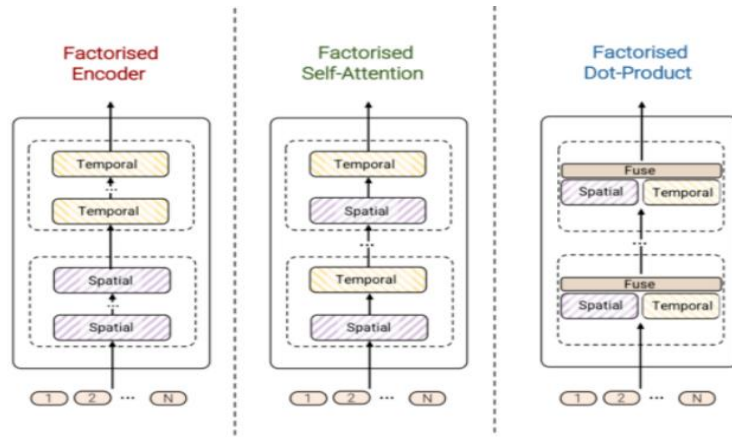 Factorised
Encoder
Temporal
...
Temporal
Spatial
...
Spatial
1 2 ... N
Factorised
Self-Attention
Temporal
Spatial
...
Temporal
Spatial
1 2 ... N
Factorised
Dot-Product
Fuse
Spatial Temporal
...
Fuse
Spatial Temporal
1 2 ... N